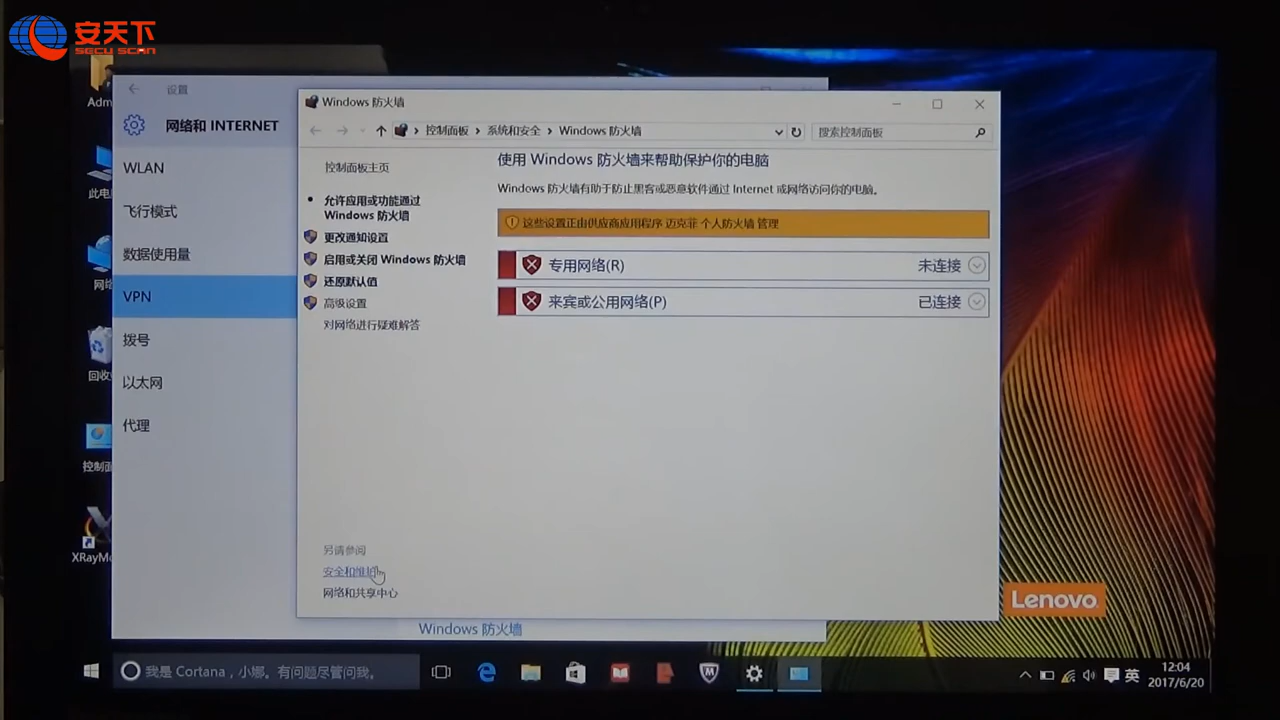 安天下
SECU SCAN
Adm
此电
网络
回收
控制面
XRayMo
设置
网络和 INTERNET
WLAN
飞行模式
数据使用量
VPN
拨号
以太网
代理
Windows 防火墙
控制面板 › 系统和安全 › Windows 防火墙
搜索控制面板
控制面板主页
允许应用或功能通过
Windows 防火墙
更改通知设置
启用或关闭 Windows 防火墙
还原默认值
高级设置
对网络进行疑难解答
使用 Windows 防火墙来帮助保护你的电脑
Windows 防火墙有助于防止黑客或恶意软件通过 Internet 或网络访问你的电脑。
这些设置正由供应商应用程序 迈克菲 个人防火墙 管理
专用网络(R) 未连接
来宾或公用网络(P) 已连接
另请参阅
安全和维护
网络和共享中心
Windows 防火墙
Lenovo
我是 Cortana，小娜。有问题尽管问我。
英
12:04
2017/6/20